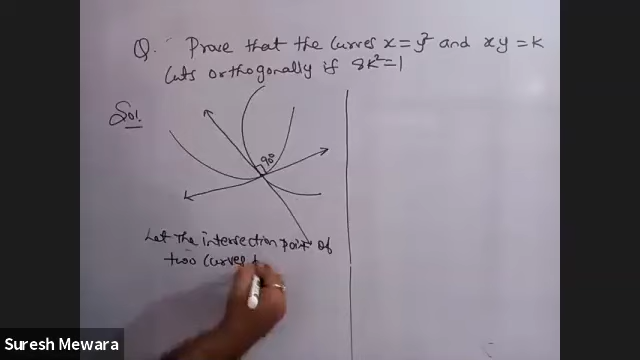 Q. :- Prove that the curves x = y² and xy = k
cuts orthogonally if 8k² = 1
Sol.
90°
Let the intersection point of
two curves
Suresh Mewara